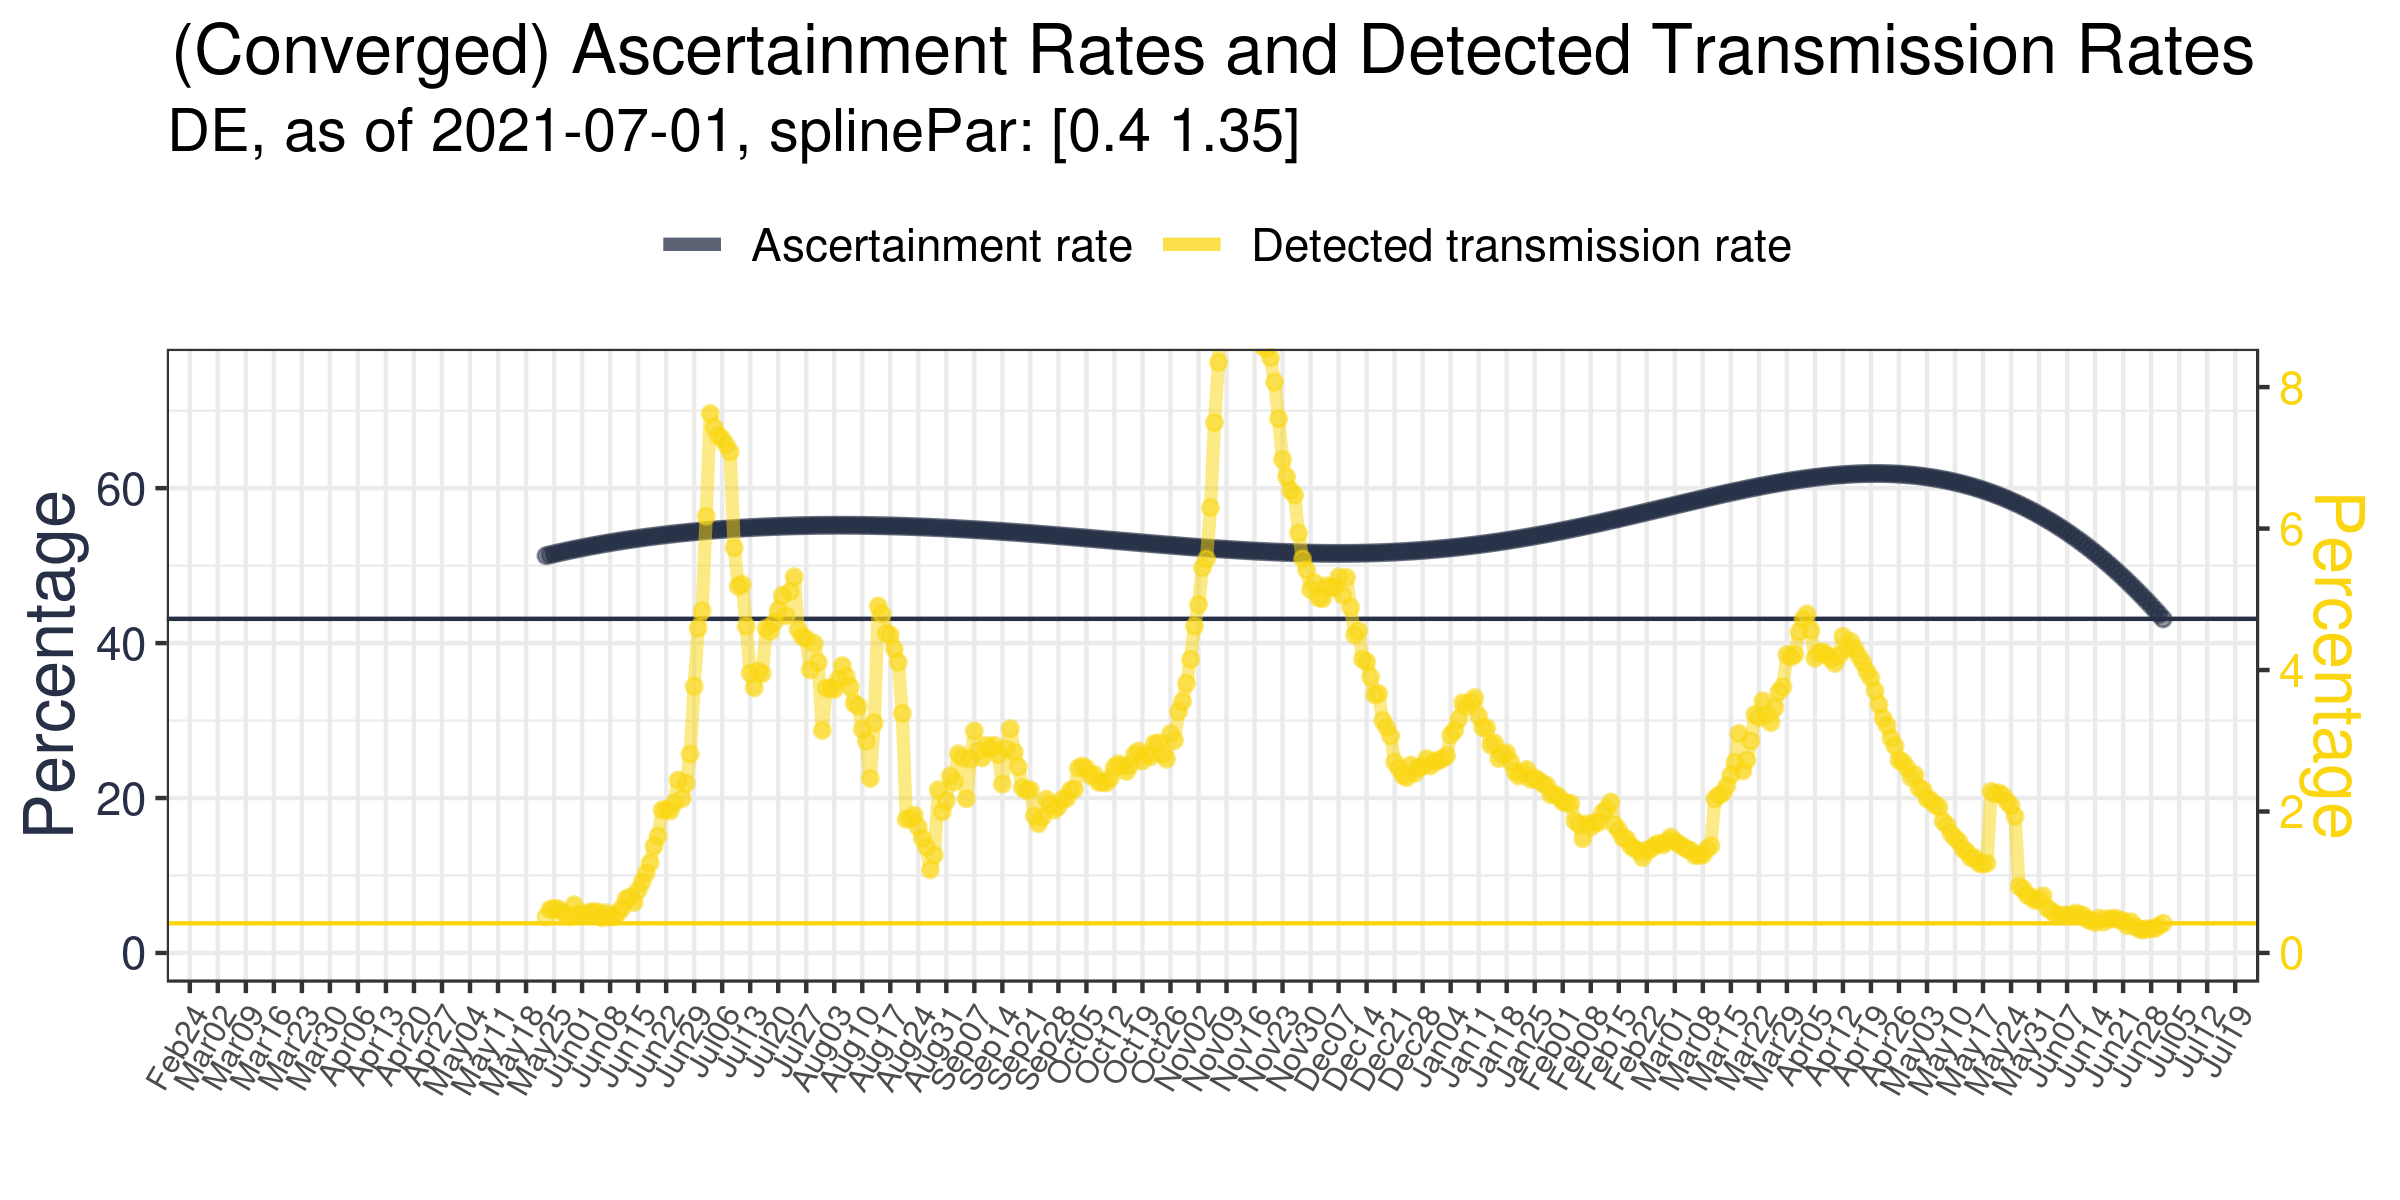 (Converged) Ascertainment Rates and Detected Transmission Rates
DE, as of 2021-07-01, splinePar: [0.4 1.35]
Ascertainment rate
Detected transmission rate
Percentage
60
40
20
0
8
6
4
2
0
Percentage
Feb24
Mar02
Mar09
Mar16
Mar23
Mar30
Apr06
Apr13
Apr20
Apr27
May04
May11
May18
May25
Jun01
Jun08
Jun15
Jun22
Jun29
Jul06
Jul13
Jul20
Jul27
Aug03
Aug10
Aug17
Aug24
Aug31
Sep07
Sep14
Sep21
Sep28
Oct05
Oct12
Oct19
Oct26
Nov02
Nov09
Nov16
Nov23
Nov30
Dec07
Dec14
Dec21
Dec28
Jan04
Jan11
Jan18
Jan25
Feb01
Feb08
Feb15
Feb22
Mar01
Mar08
Mar15
Mar22
Mar29
Apr05
Apr12
Apr19
Apr26
May03
May10
May17
May24
May31
Jun07
Jun14
Jun21
Jun28
Jul05
Jul12
Jul19